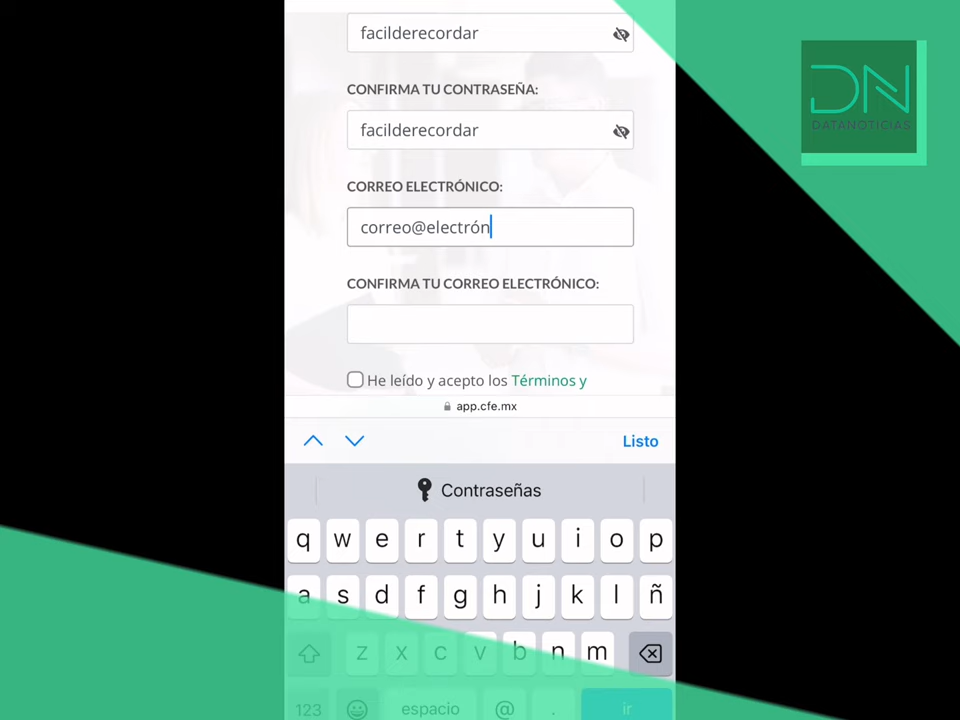 facilderecordar
CONFIRMA TU CONTRASEÑA:
facilderecordar
CORREO ELECTRÓNICO:
correo@electrón
CONFIRMA TU CORREO ELECTRÓNICO:
He leído y acepto los Términos y
app.cfe.mx
Listo
Contraseñas
q w e r t y u i o p
a s d f g h j k l ñ
z x c v b n m
123 espacio @ . ir
DN
DATANOTICIAS